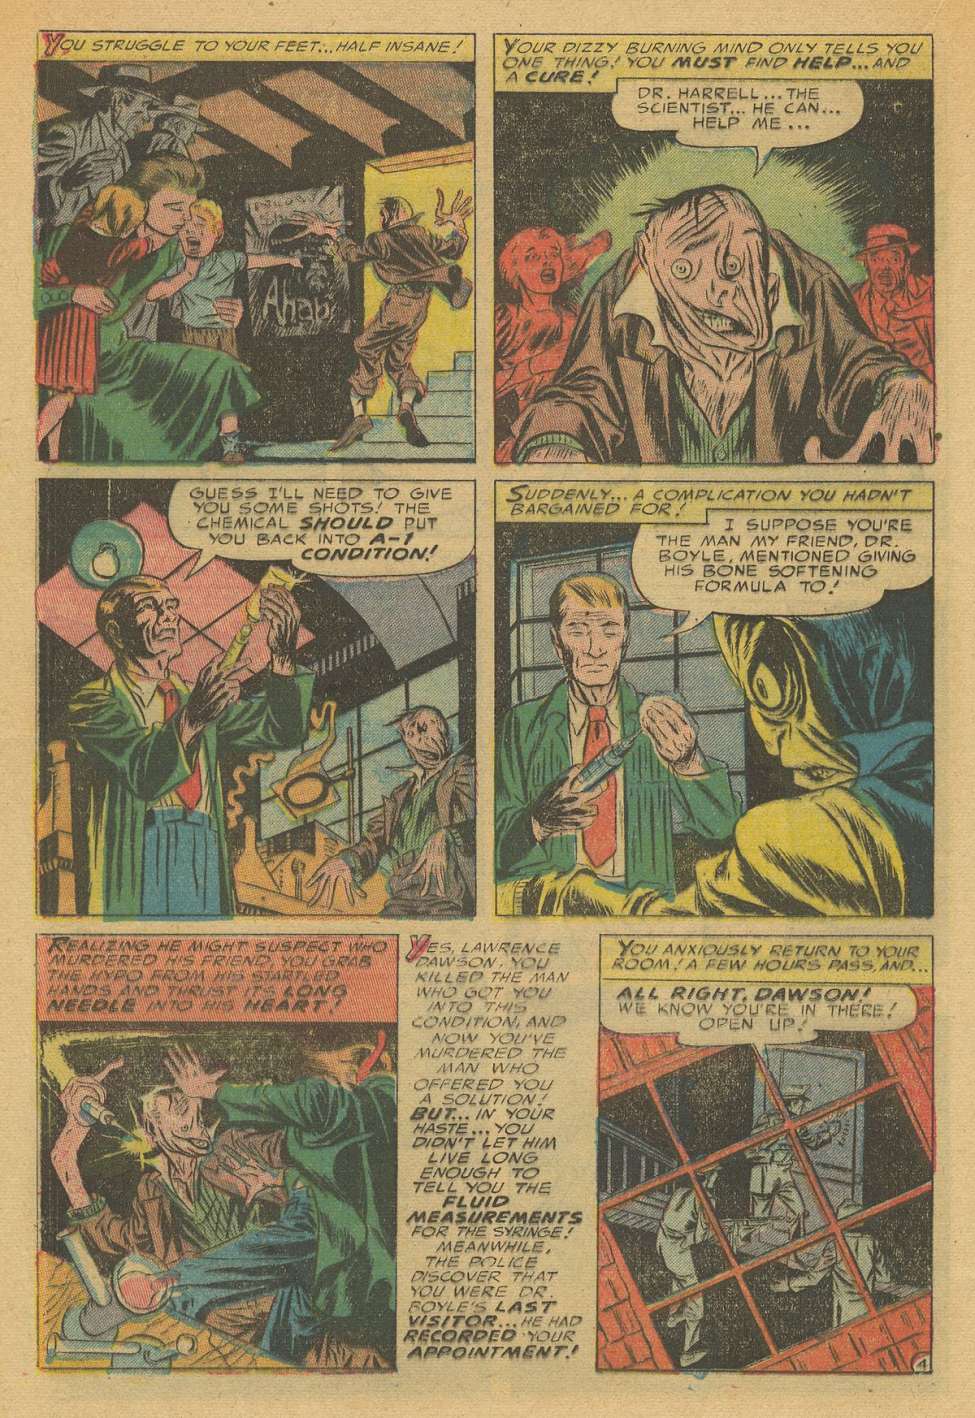 YOU STRUGGLE TO YOUR FEET...HALF INSANE!
Ahab
YOUR DIZZY BURNING MIND ONLY TELLS YOU
ONE THING! YOU MUST FIND HELP...AND
A CURE!
DR. HARRELL...THE
SCIENTIST...HE CAN...
HELP ME...
GUESS I'LL NEED TO GIVE
YOU SOME SHOTS! THE
CHEMICAL SHOULD PUT
YOU BACK INTO A-1
CONDITION!
SUDDENLY...A COMPLICATION YOU HADN'T
BARGAINED FOR!
I SUPPOSE YOU'RE
THE MAN MY FRIEND, DR.
BOYLE, MENTIONED GIVING
HIS BONE SOFTENING
FORMULA TO!
REALIZING HE MIGHT SUSPECT WHO
MURDERED HIS FRIEND, YOU GRAB
THE HYPO FROM HIS STARTLED
HANDS AND THRUST ITS LONG
NEEDLE INTO HIS HEART!
YES, LAWRENCE
DAWSON, YOU
KILLED THE MAN
WHO GOT YOU
INTO THIS
CONDITION, AND
NOW YOU'VE
MURDERED THE
MAN WHO
OFFERED YOU
A SOLUTION!
BUT... IN YOUR
HASTE...YOU
DIDN'T LET HIM
LIVE LONG
ENOUGH TO
TELL YOU THE
FLUID
MEASUREMENTS
FOR THE SYRINGE!
MEANWHILE,
THE POLICE
DISCOVER THAT
YOU WERE DR.
BOYLE'S LAST
VISITOR...HE HAD
RECORDED YOUR
APPOINTMENT!
YOU ANXIOUSLY RETURN TO YOUR
ROOM! A FEW HOURS PASS, AND...
ALL RIGHT, DAWSON!
WE KNOW YOU'RE IN THERE!
OPEN UP!
4